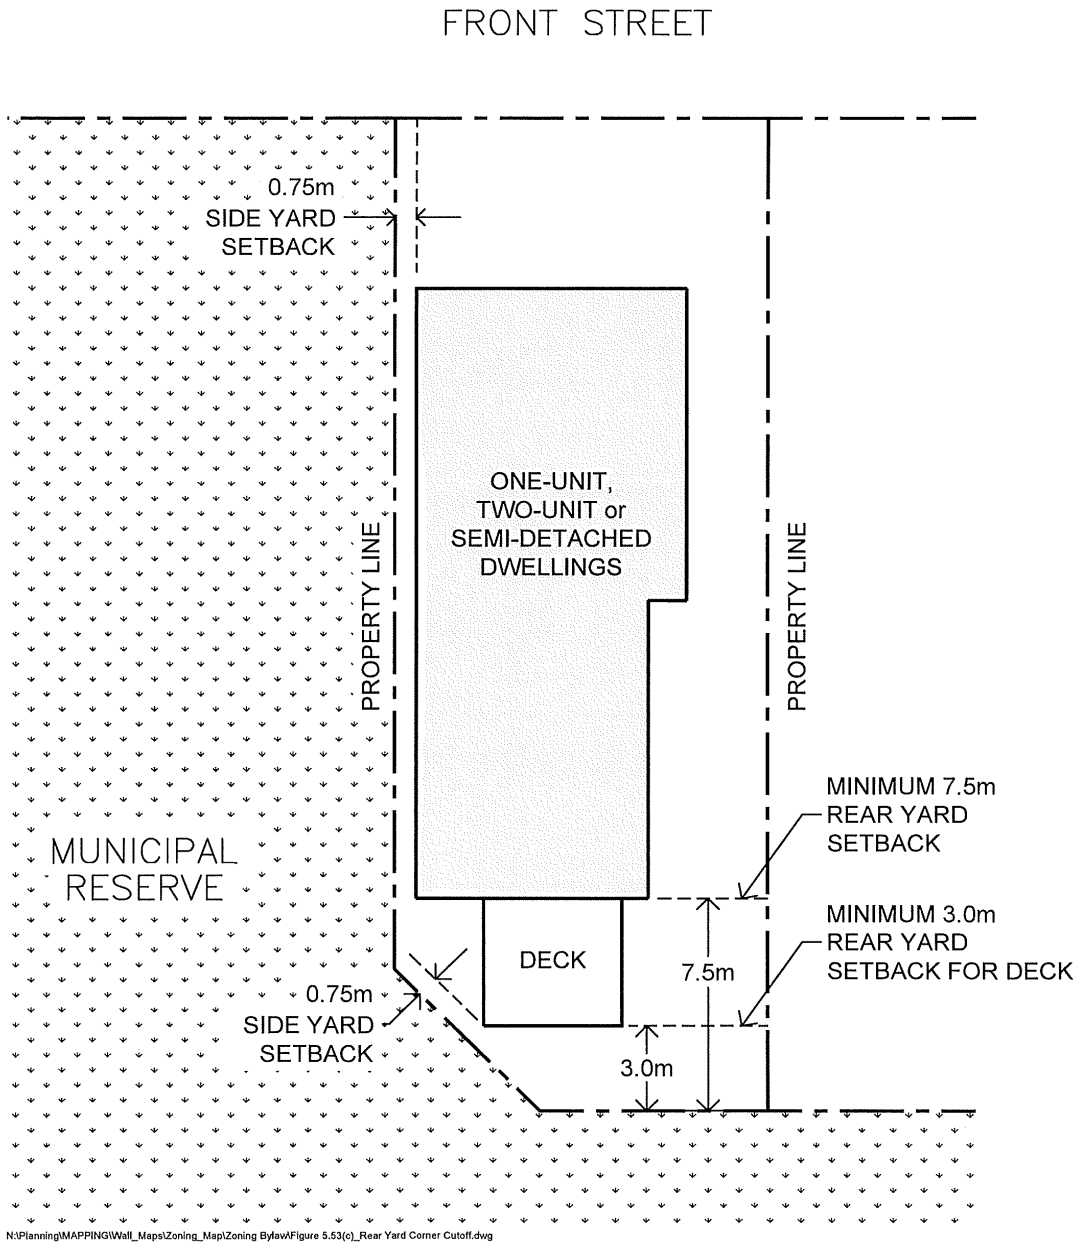 FRONT STREET
0.75m
SIDE YARD
SETBACK
ONE-UNIT,
TWO-UNIT or
SEMI-DETACHED
DWELLINGS
PROPERTY LINE
PROPERTY LINE
MINIMUM 7.5m
REAR YARD
SETBACK
MUNICIPAL
RESERVE
MINIMUM 3.0m
REAR YARD
SETBACK FOR DECK
DECK
7.5m
0.75m
SIDE YARD
SETBACK
3.0m
N:\Planning\MAPPING\Wall_Maps\Zoning_Map\Zoning Bylaw\Figure 5.53(c)_Rear Yard Corner Cutoff.dwg